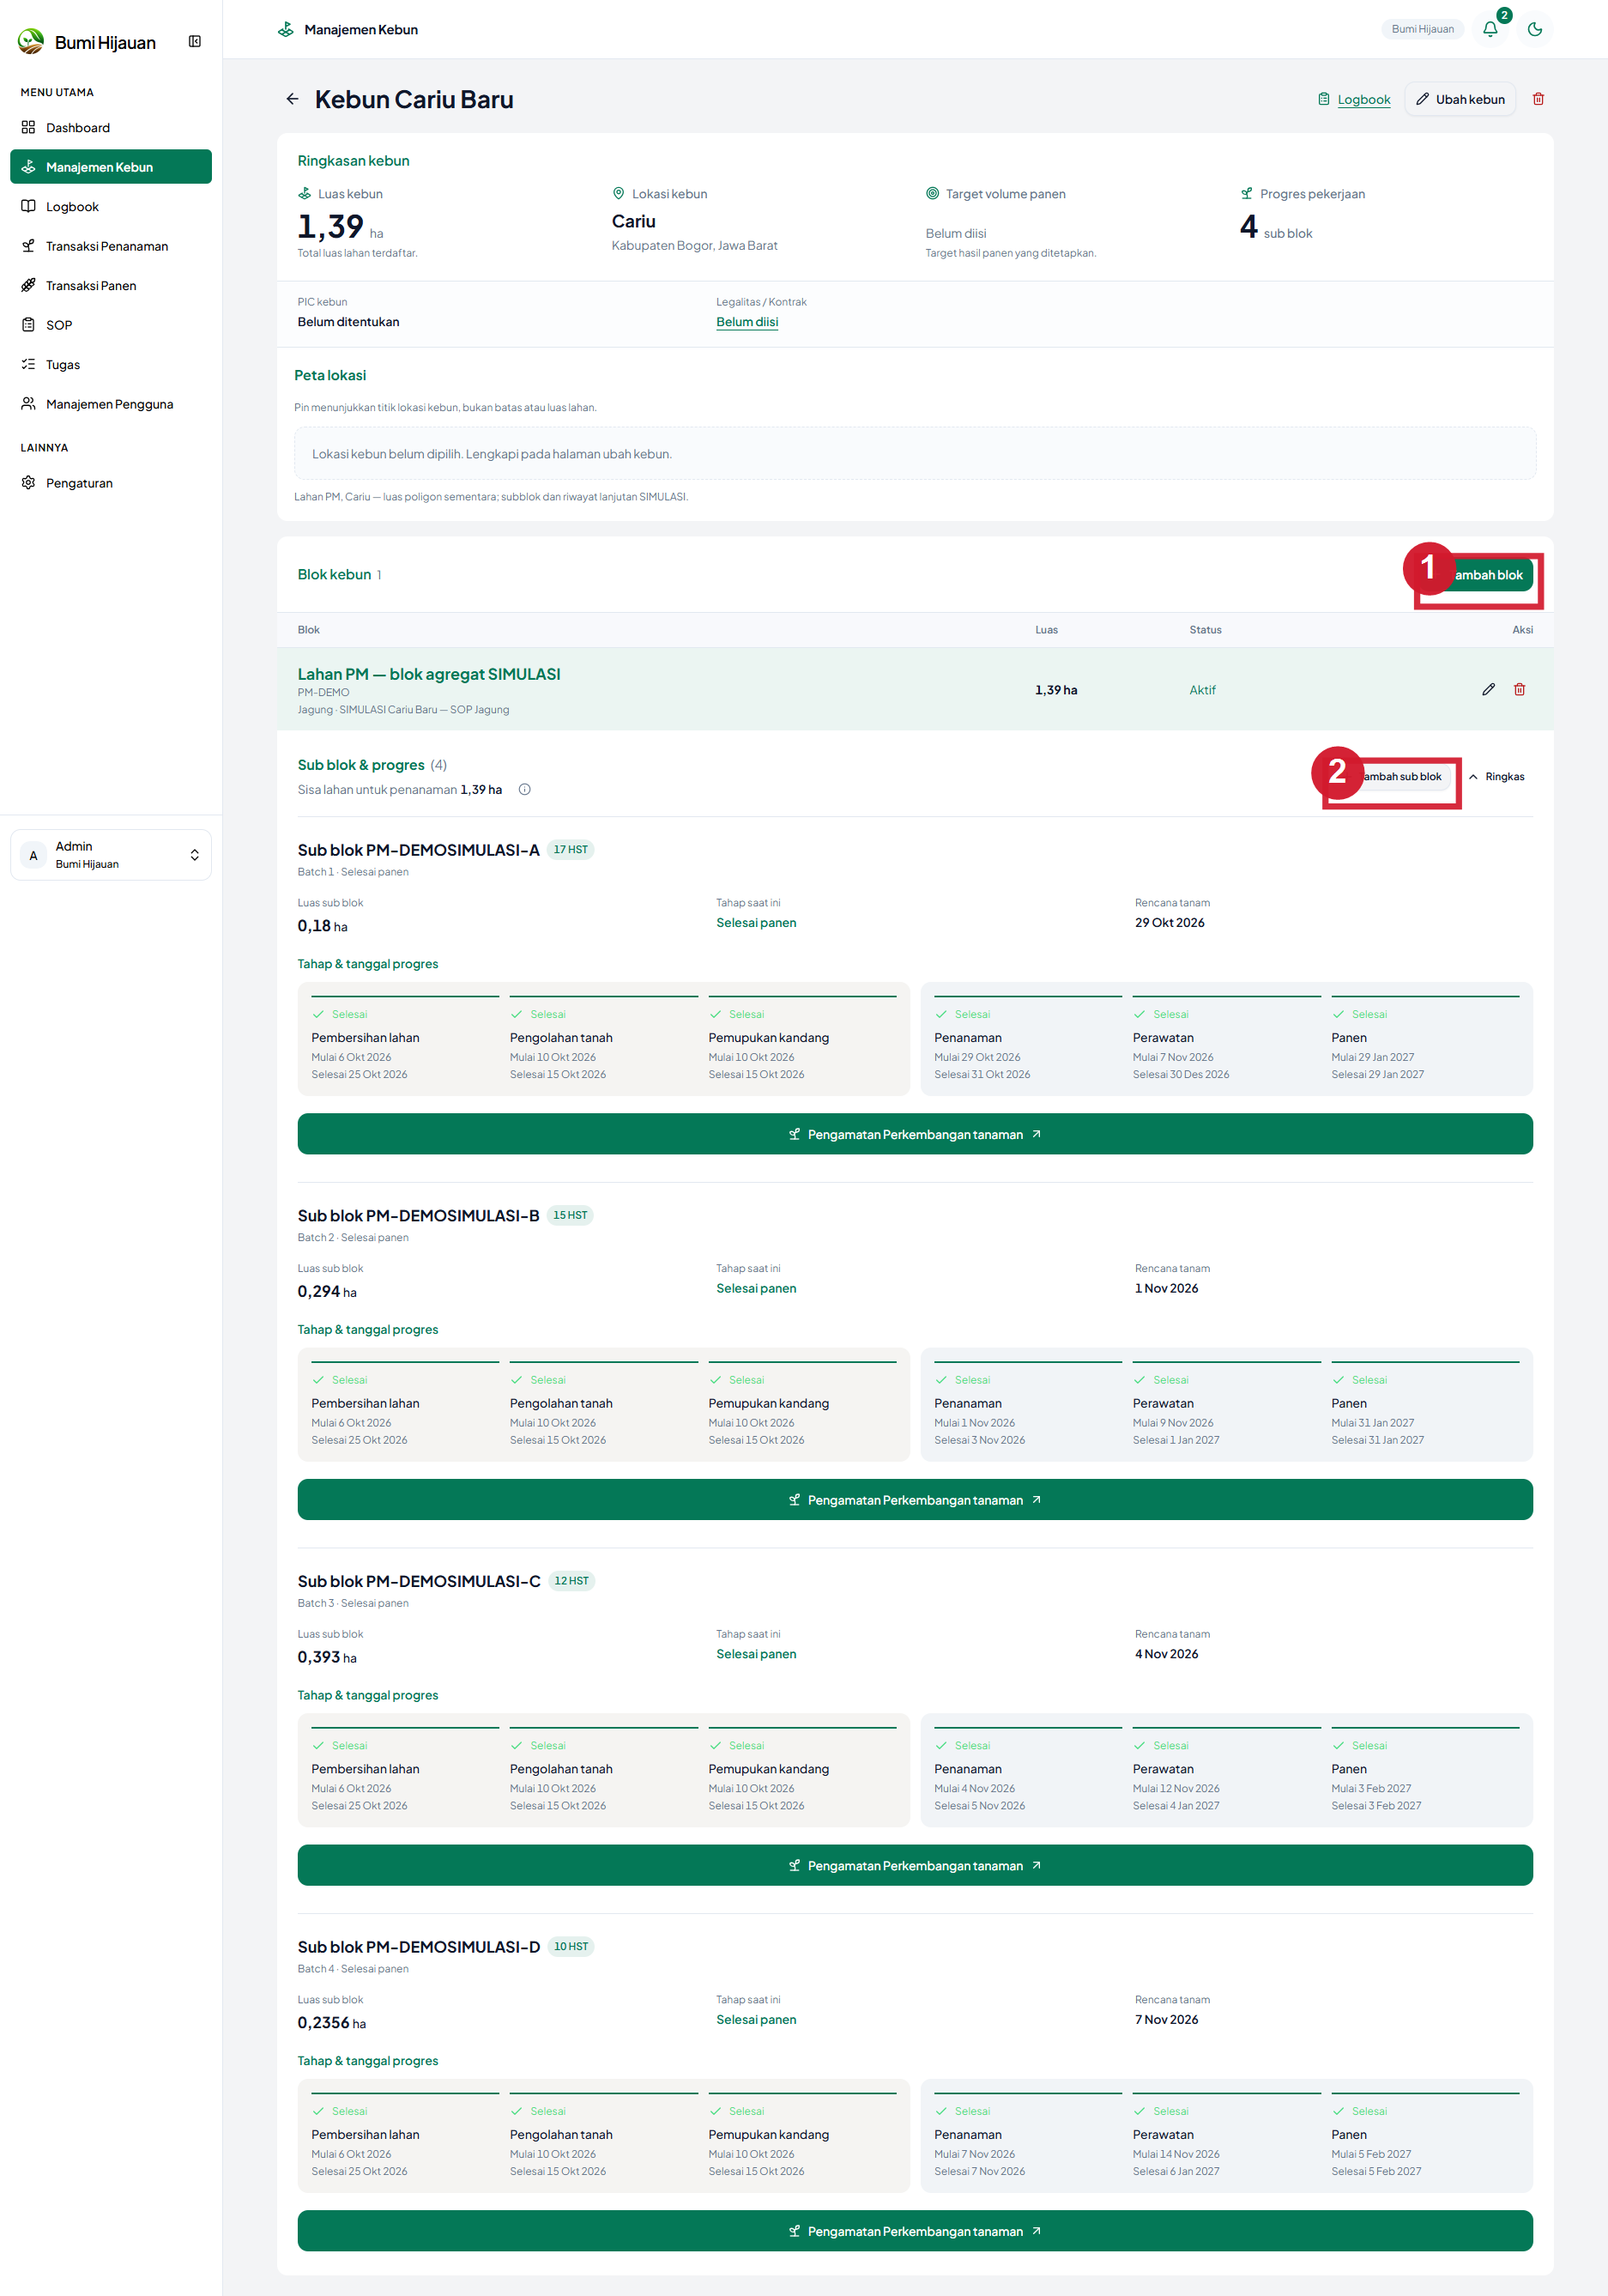 Bumi Hijauan
MENU UTAMA
Dashboard
Manajemen Kebun
Logbook
Transaksi Penanaman
Transaksi Panen
SOP
Tugas
Manajemen Pengguna
LAINNYA
Pengaturan
A
Admin
Bumi Hijauan
Manajemen Kebun
Bumi Hijauan
2
Kebun Cariu Baru
Logbook
Ubah kebun
Ringkasan kebun
Luas kebun
1,39 ha
Total luas lahan terdaftar.
Lokasi kebun
Cariu
Kabupaten Bogor, Jawa Barat
Target volume panen
Belum diisi
Target hasil panen yang ditetapkan.
Progres pekerjaan
4 sub blok
PIC kebun
Belum ditentukan
Legalitas / Kontrak
Belum diisi
Peta lokasi
Pin menunjukkan titik lokasi kebun, bukan batas atau luas lahan.
Lokasi kebun belum dipilih. Lengkapi pada halaman ubah kebun.
Lahan PM, Cariu — luas poligon sementara; subblok dan riwayat lanjutan SIMULASI.
Blok kebun 1
1
ambah blok
Blok Luas Status Aksi
Lahan PM — blok agregat SIMULASI
PM-DEMO
Jagung · SIMULASI Cariu Baru — SOP Jagung
1,39 ha
Aktif
Sub blok & progres (4)
Sisa lahan untuk penanaman 1,39 ha
2
ambah sub blok
Ringkas
Sub blok PM-DEMOSIMULASI-A 17 HST
Batch 1 · Selesai panen
Luas sub blok
0,18 ha
Tahap saat ini
Selesai panen
Rencana tanam
29 Okt 2026
Tahap & tanggal progres
Selesai
Pembersihan lahan
Mulai 6 Okt 2026
Selesai 25 Okt 2026
Selesai
Pengolahan tanah
Mulai 10 Okt 2026
Selesai 15 Okt 2026
Selesai
Pemupukan kandang
Mulai 10 Okt 2026
Selesai 15 Okt 2026
Selesai
Penanaman
Mulai 29 Okt 2026
Selesai 31 Okt 2026
Selesai
Perawatan
Mulai 7 Nov 2026
Selesai 30 Des 2026
Selesai
Panen
Mulai 29 Jan 2027
Selesai 29 Jan 2027
Pengamatan Perkembangan tanaman
Sub blok PM-DEMOSIMULASI-B 15 HST
Batch 2 · Selesai panen
Luas sub blok
0,294 ha
Tahap saat ini
Selesai panen
Rencana tanam
1 Nov 2026
Tahap & tanggal progres
Selesai
Pembersihan lahan
Mulai 6 Okt 2026
Selesai 25 Okt 2026
Selesai
Pengolahan tanah
Mulai 10 Okt 2026
Selesai 15 Okt 2026
Selesai
Pemupukan kandang
Mulai 10 Okt 2026
Selesai 15 Okt 2026
Selesai
Penanaman
Mulai 1 Nov 2026
Selesai 3 Nov 2026
Selesai
Perawatan
Mulai 9 Nov 2026
Selesai 1 Jan 2027
Selesai
Panen
Mulai 31 Jan 2027
Selesai 31 Jan 2027
Pengamatan Perkembangan tanaman
Sub blok PM-DEMOSIMULASI-C 12 HST
Batch 3 · Selesai panen
Luas sub blok
0,393 ha
Tahap saat ini
Selesai panen
Rencana tanam
4 Nov 2026
Tahap & tanggal progres
Selesai
Pembersihan lahan
Mulai 6 Okt 2026
Selesai 25 Okt 2026
Selesai
Pengolahan tanah
Mulai 10 Okt 2026
Selesai 15 Okt 2026
Selesai
Pemupukan kandang
Mulai 10 Okt 2026
Selesai 15 Okt 2026
Selesai
Penanaman
Mulai 4 Nov 2026
Selesai 5 Nov 2026
Selesai
Perawatan
Mulai 12 Nov 2026
Selesai 4 Jan 2027
Selesai
Panen
Mulai 3 Feb 2027
Selesai 3 Feb 2027
Pengamatan Perkembangan tanaman
Sub blok PM-DEMOSIMULASI-D 10 HST
Batch 4 · Selesai panen
Luas sub blok
0,2356 ha
Tahap saat ini
Selesai panen
Rencana tanam
7 Nov 2026
Tahap & tanggal progres
Selesai
Pembersihan lahan
Mulai 6 Okt 2026
Selesai 25 Okt 2026
Selesai
Pengolahan tanah
Mulai 10 Okt 2026
Selesai 15 Okt 2026
Selesai
Pemupukan kandang
Mulai 10 Okt 2026
Selesai 15 Okt 2026
Selesai
Penanaman
Mulai 7 Nov 2026
Selesai 7 Nov 2026
Selesai
Perawatan
Mulai 14 Nov 2026
Selesai 6 Jan 2027
Selesai
Panen
Mulai 5 Feb 2027
Selesai 5 Feb 2027
Pengamatan Perkembangan tanaman